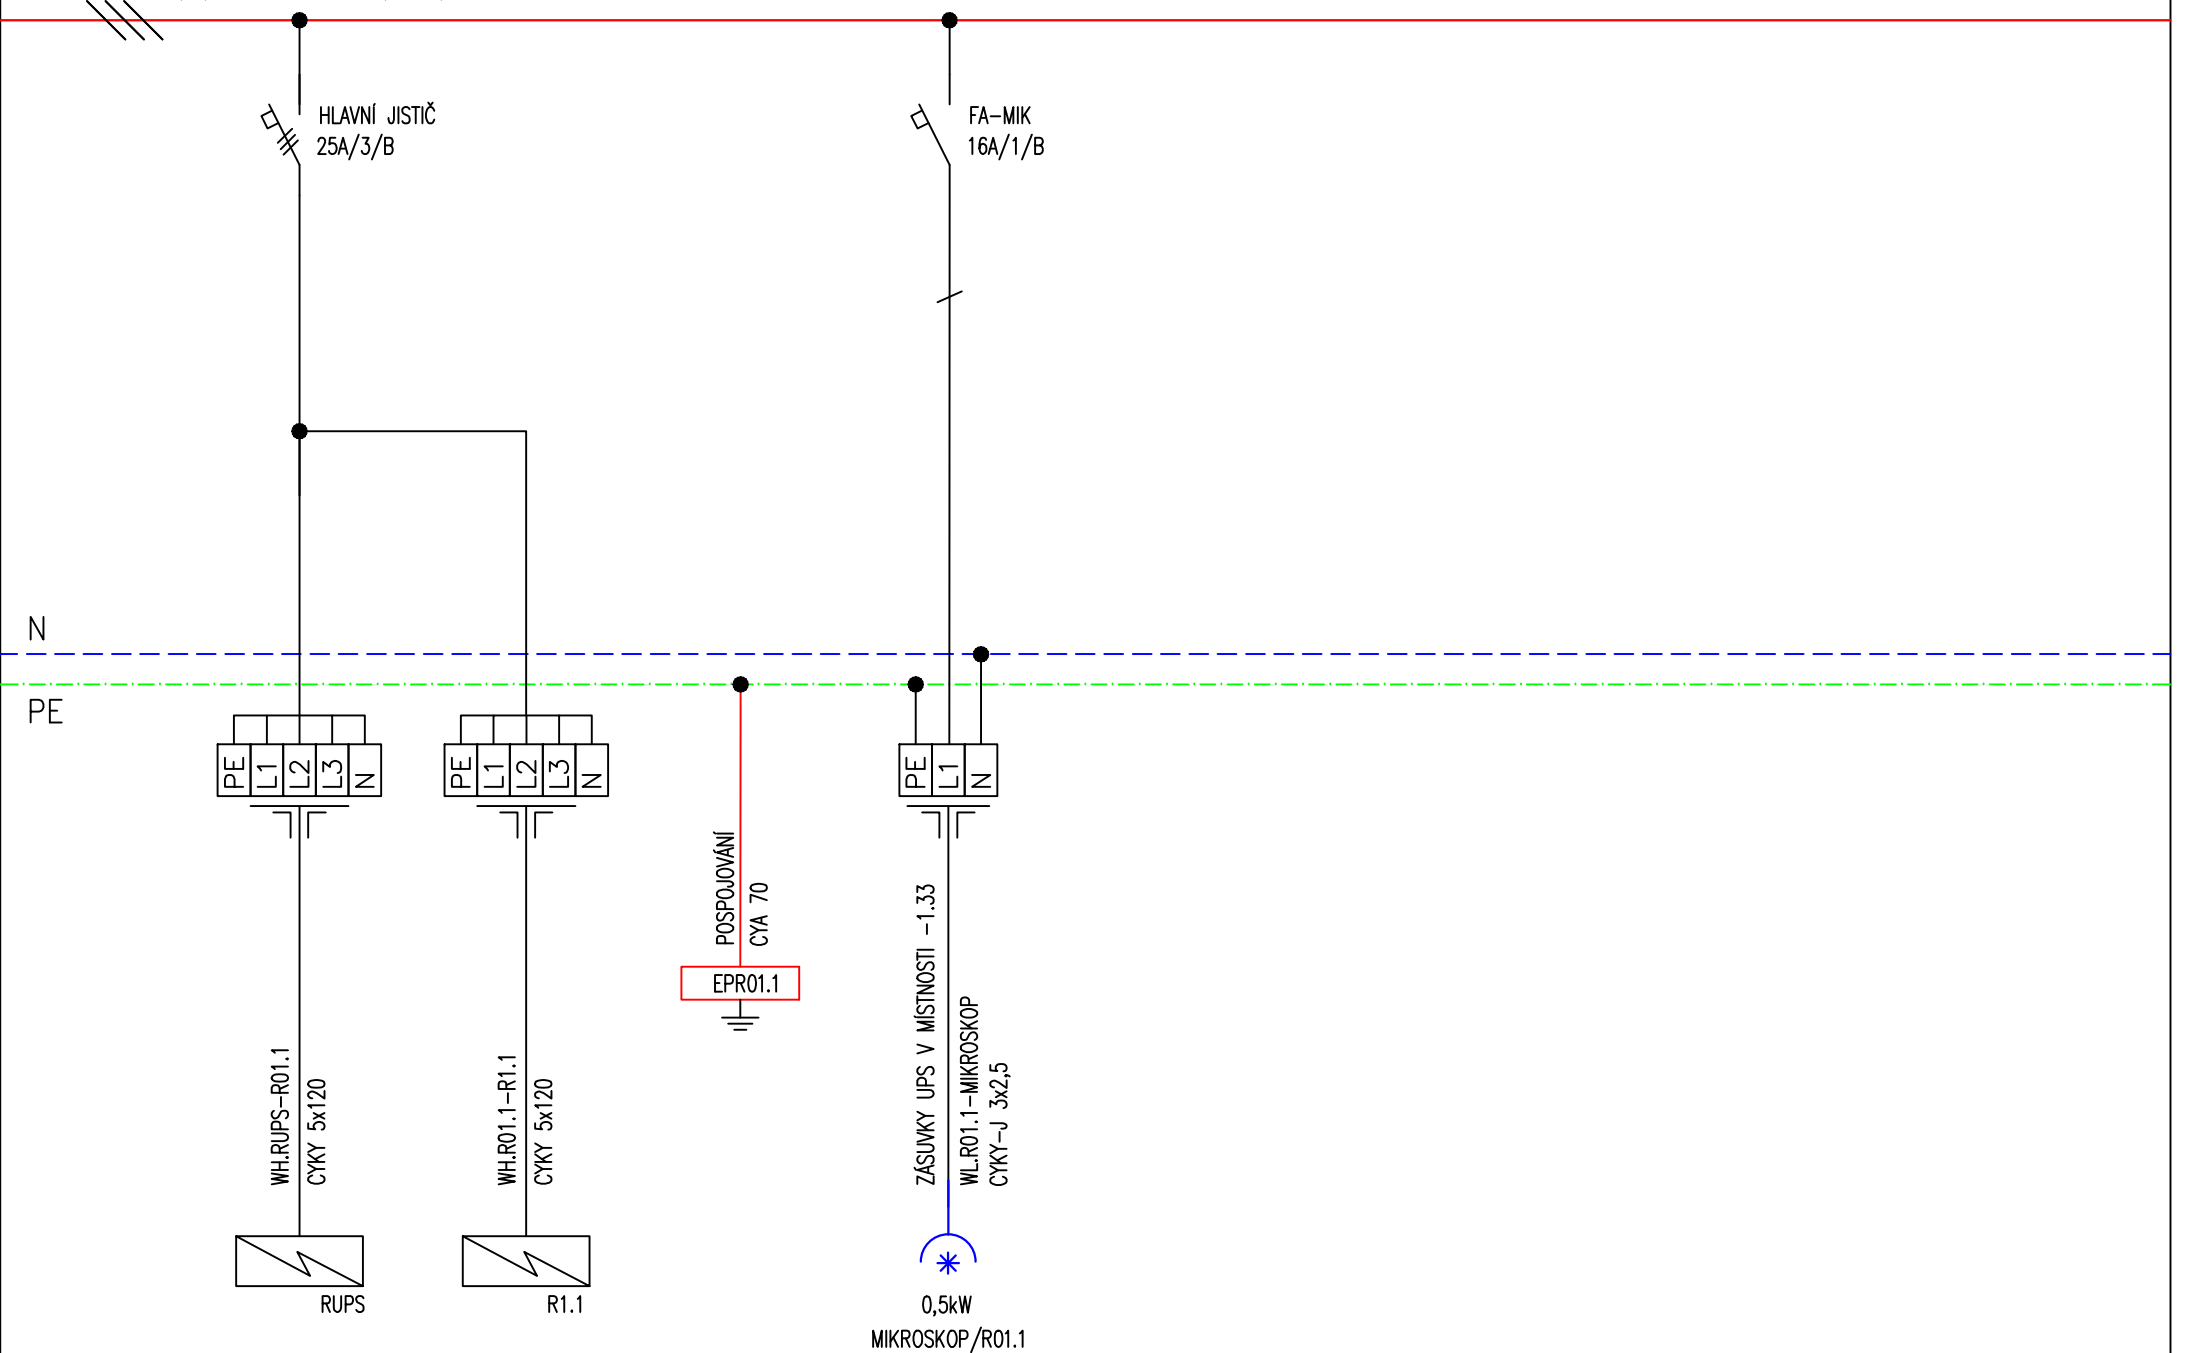 HLAVNÍ JISTIČ
25A/3/B
FA-MIK
16A/1/B
N
PE
PE
L1
L2
L3
N
PE
L1
L2
L3
N
PE
L1
N
WH.RUPS-R01.1
CYKY 5x120
WH.R01.1-R1.1
CYKY 5x120
POSPOJOVÁNÍ
CYA 70
EPR01.1
ZÁSUVKY UPS V MÍSTNOSTI -1.33
WL.R01.1-MIKROSKOP
CYKY-J 3x2,5
RUPS
R1.1
0,5kW
MIKROSKOP/R01.1